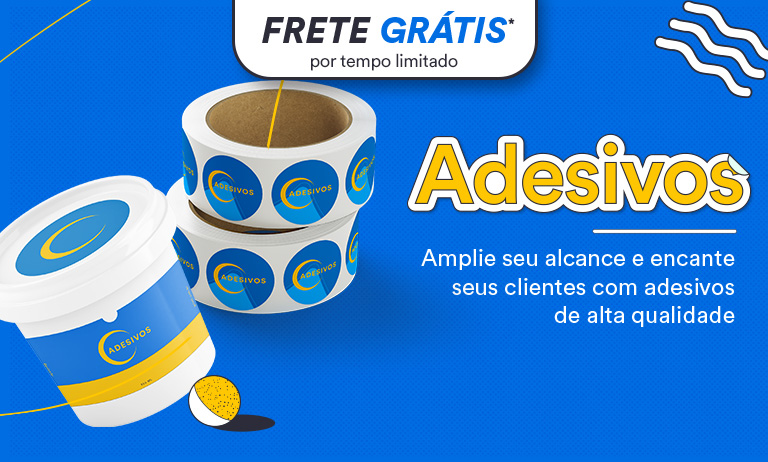 FRETE GRÁTIS*
por tempo limitado
Adesivos
Amplie seu alcance e encante
seus clientes com adesivos
de alta qualidade
ADESIVOS
ADESIVOS
ADESIVOS
ADESIVOS
ADESIVOS